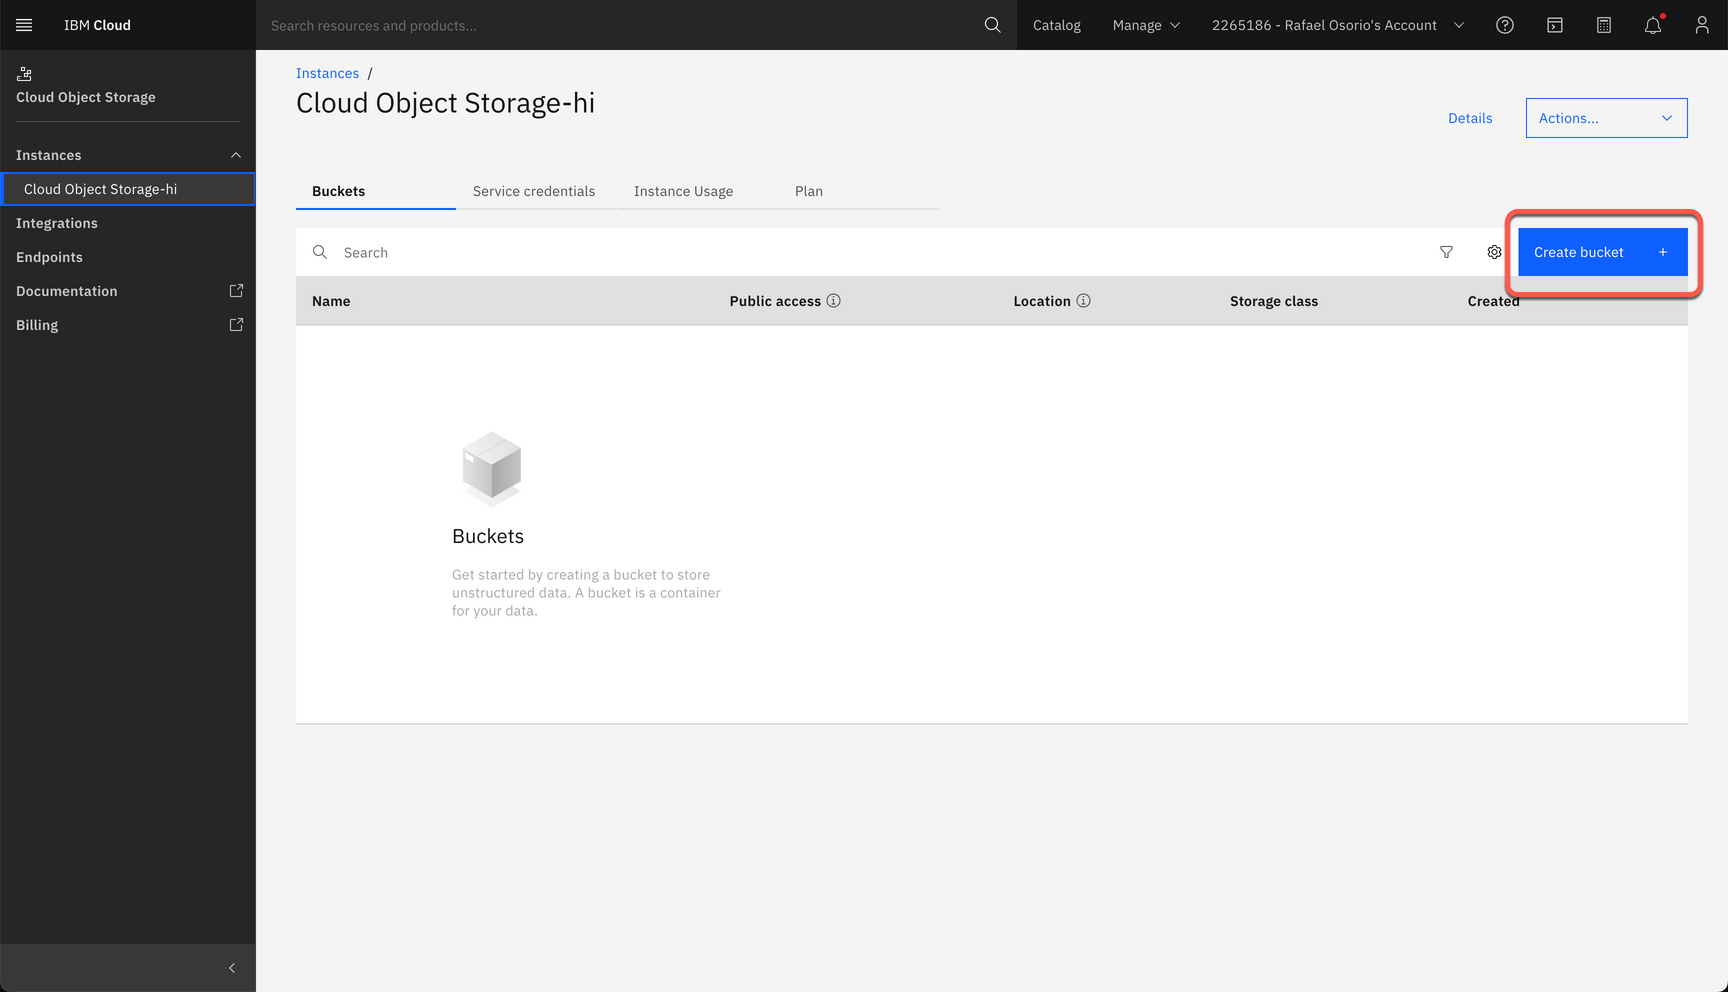 IBM Cloud
Search resources and products...
Catalog
Manage
2265186 - Rafael Osorio's Account
Cloud Object Storage
Instances
Cloud Object Storage-hi
Integrations
Endpoints
Documentation
Billing
Instances /
Cloud Object Storage-hi
Details
Actions...
Buckets
Service credentials
Instance Usage
Plan
Search
Create bucket +
Name
Public access
Location
Storage class
Created
Buckets
Get started by creating a bucket to store
unstructured data. A bucket is a container
for your data.